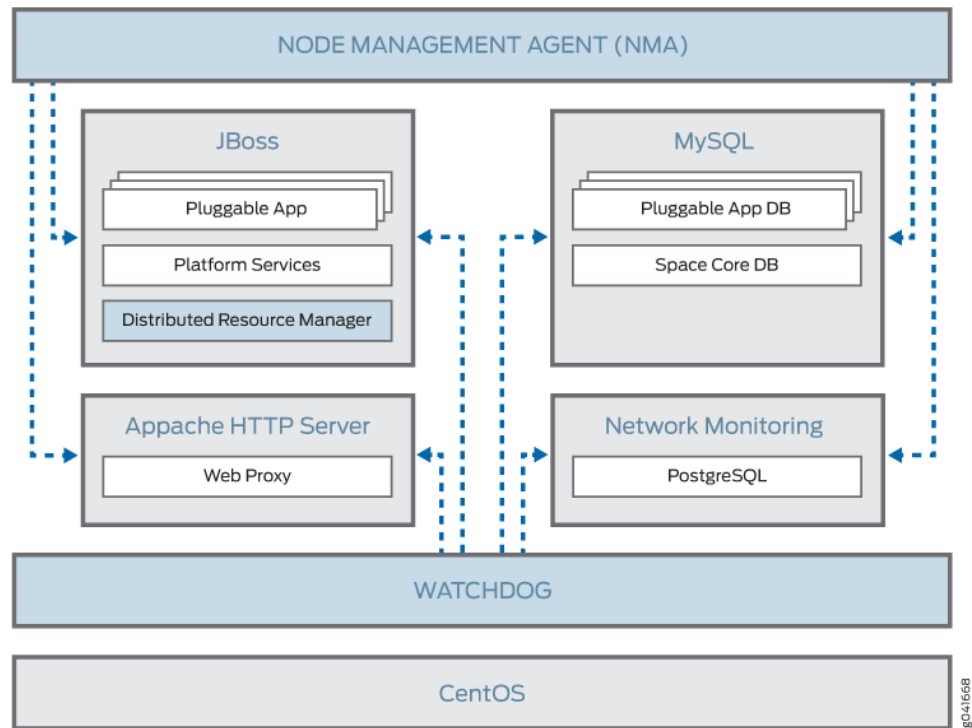 NODE MANAGEMENT AGENT (NMA)
JBoss
Pluggable App
Platform Services
Distributed Resource Manager
MySQL
Pluggable App DB
Space Core DB
Appache HTTP Server
Web Proxy
Network Monitoring
PostgreSQL
WATCHDOG
CentOS
g041668